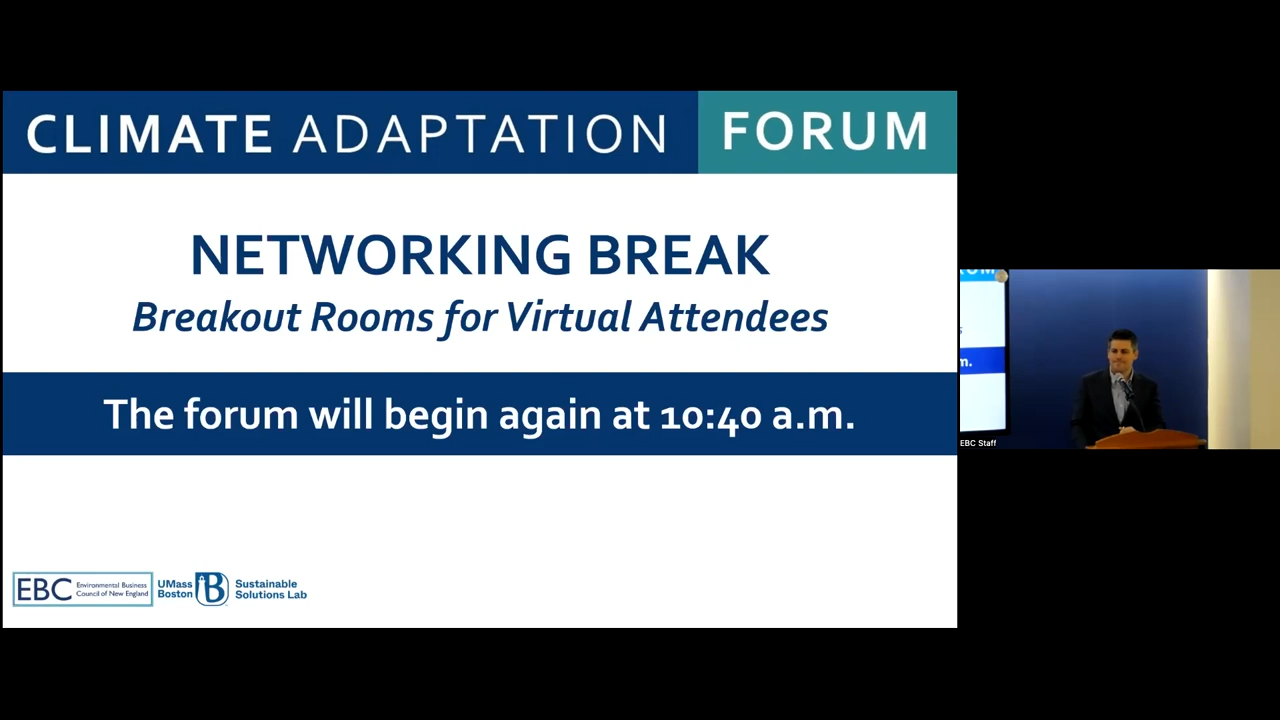 CLIMATE ADAPTATION FORUM
NETWORKING BREAK
Breakout Rooms for Virtual Attendees
The forum will begin again at 10:40 a.m.
EBC Environmental Business Council of New England
UMass Boston B Sustainable Solutions Lab
m.
EBC Staff